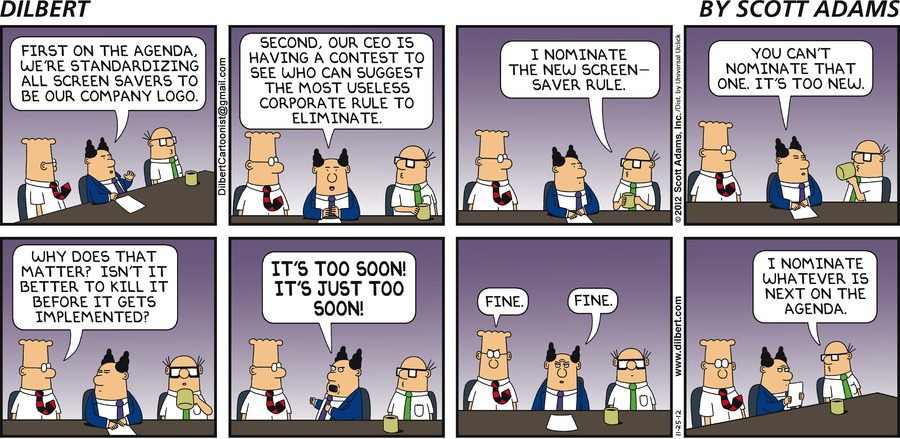 DILBERT
BY SCOTT ADAMS
FIRST ON THE AGENDA,
WE'RE STANDARDIZING
ALL SCREEN SAVERS TO
BE OUR COMPANY LOGO.
DilbertCartoonist@gmail.com
SECOND, OUR CEO IS
HAVING A CONTEST TO
SEE WHO CAN SUGGEST
THE MOST USELESS
CORPORATE RULE TO
ELIMINATE.
I NOMINATE
THE NEW SCREEN-
SAVER RULE.
©2012 Scott Adams, Inc./Dist. by Universal Uclick
YOU CAN'T
NOMINATE THAT
ONE. IT'S TOO NEW.
WHY DOES THAT
MATTER? ISN'T IT
BETTER TO KILL IT
BEFORE IT GETS
IMPLEMENTED?
IT'S TOO SOON!
IT'S JUST TOO
SOON!
FINE.
FINE.
11-25-12
www.dilbert.com
I NOMINATE
WHATEVER IS
NEXT ON THE
AGENDA.